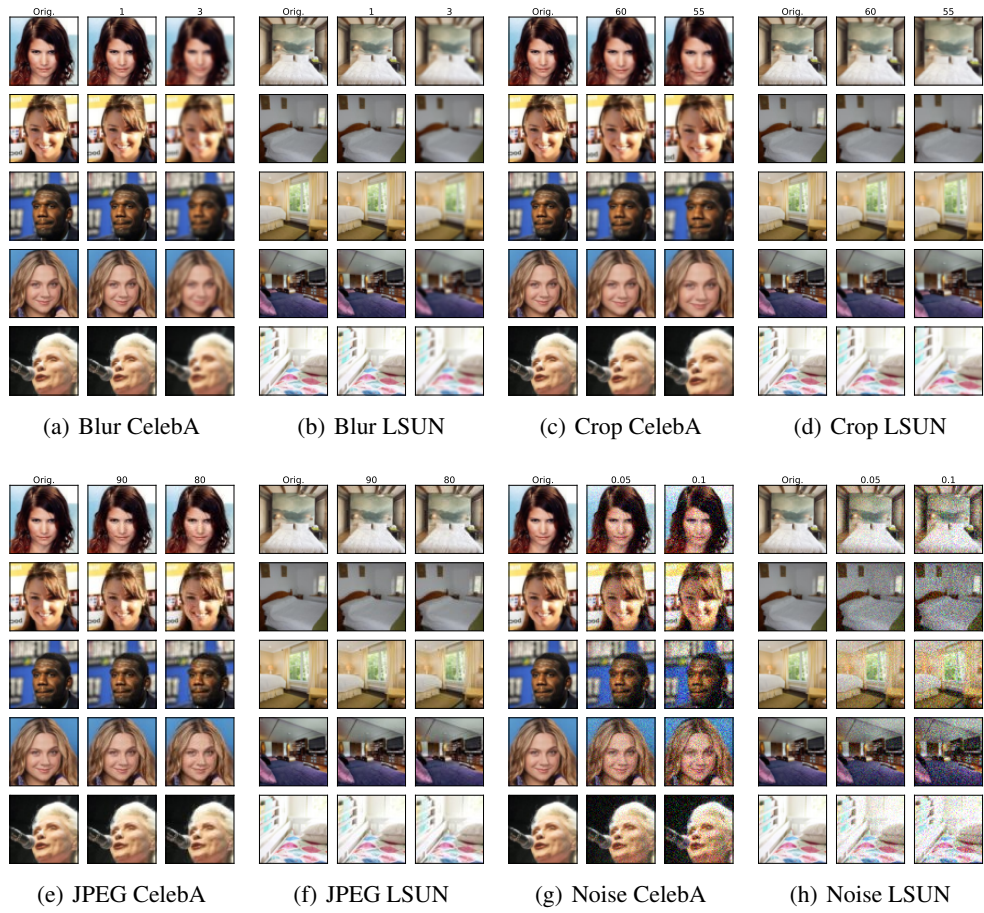 Orig. 1 3 Orig. 1 3 Orig. 60 55 Orig. 60 55
(a) Blur CelebA (b) Blur LSUN (c) Crop CelebA (d) Crop LSUN
Orig. 90 80 Orig. 90 80 Orig. 0.05 0.1 Orig. 0.05 0.1
(e) JPEG CelebA (f) JPEG LSUN (g) Noise CelebA (h) Noise LSUN